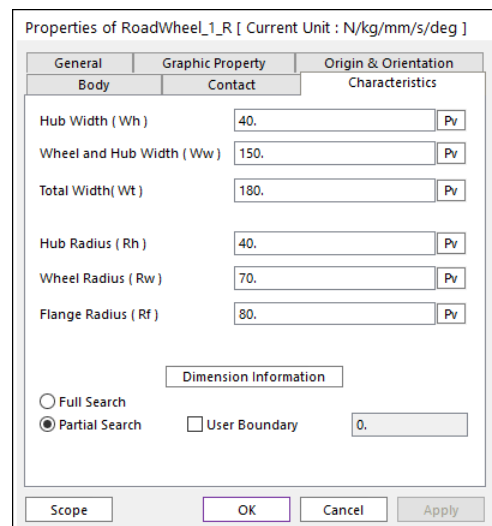 Properties of RoadWheel_1_R [ Current Unit : N/kg/mm/s/deg ]
General Graphic Property Origin & Orientation
Body Contact Characteristics
Hub Width ( Wh ) 40. Pv
Wheel and Hub Width ( Ww ) 150. Pv
Total Width( Wt ) 180. Pv
Hub Radius ( Rh ) 40. Pv
Wheel Radius ( Rw ) 70. Pv
Flange Radius ( Rf ) 80. Pv
Dimension Information
Full Search
Partial Search User Boundary 0.
Scope OK Cancel Apply